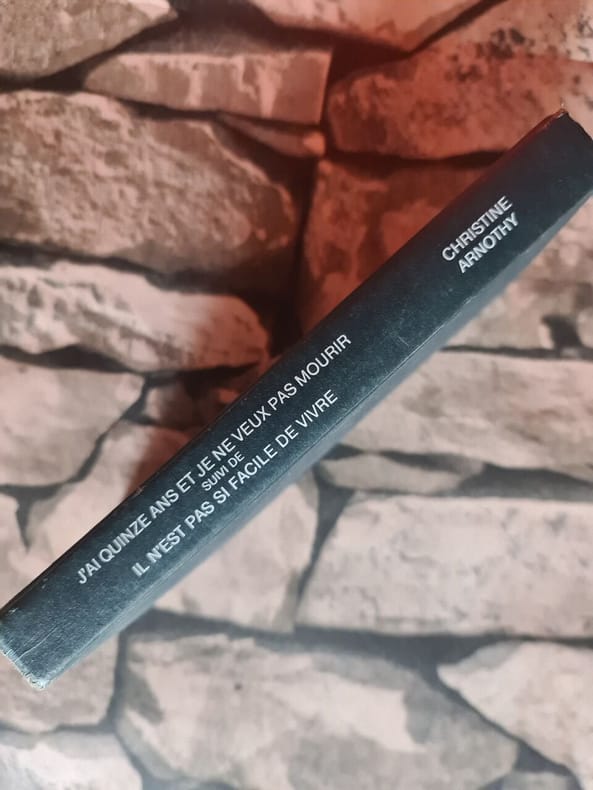 CHRISTINE
ARNOTHY
J'AI QUINZE ANS ET JE NE VEUX PAS MOURIR
SUIVI DE
IL N'EST PAS SI FACILE DE VIVRE